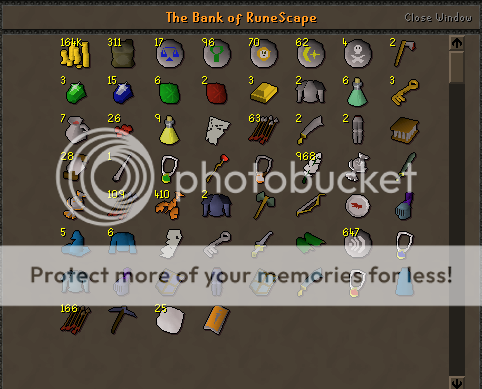 The Bank of RuneScape
Close Window
164K 311 17 96 70 62 4 2
3 15 6 2 3 2 6 2
7 26 9 63 2 2
28 1 968
109 410 2
photobucket
5 6 647
Protect more of your memories for less!
166 25